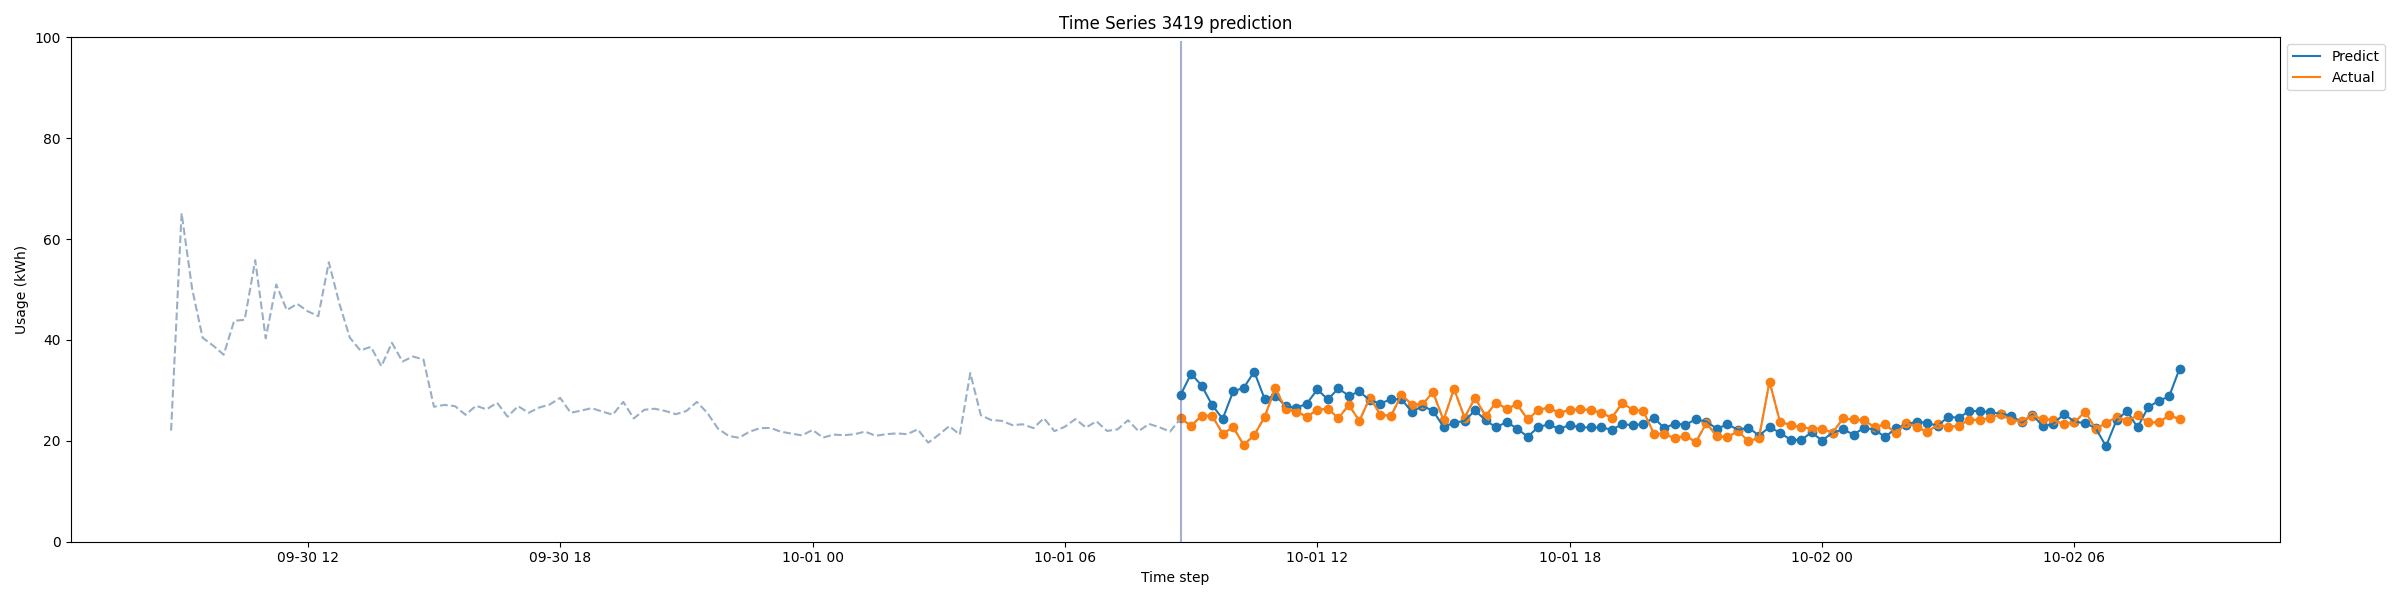 Time Series 3419 prediction
100
80
60
40
20
0
Usage (kWh)
Predict
Actual
09-30 12
09-30 18
10-01 00
10-01 06
10-01 12
10-01 18
10-02 00
10-02 06
Time step